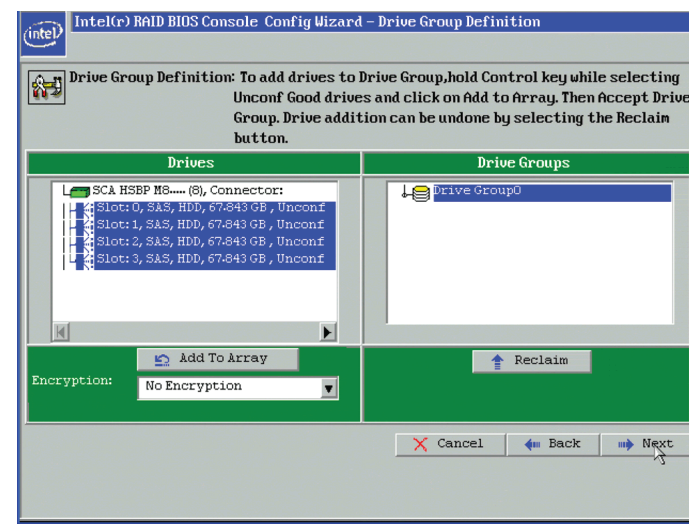 intel
Intel(r) RAID BIOS Console Config Wizard – Drive Group Definition
Drive Group Definition: To add drives to Drive Group,hold Control key while selecting
Unconf Good drives and click on Add to Array. Then Accept Drive
Group. Drive addition can be undone by selecting the Reclaim
button.
Drives
Drive Groups
SCA HSBP M8..... (8), Connector:
Slot: 0, SAS, HDD, 67.843 GB , Unconf
Slot: 1, SAS, HDD, 67.843 GB , Unconf
Slot: 2, SAS, HDD, 67.843 GB , Unconf
Slot: 3, SAS, HDD, 67.843 GB , Unconf
Drive Group0
Add To Array
Reclaim
Encryption:
No Encryption
Cancel
Back
Next